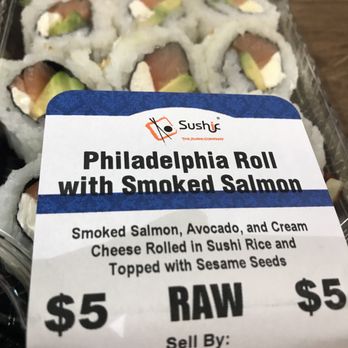 Sushic
THE SUSHI COMPANY
Philadelphia Roll
with Smoked Salmon
Smoked Salmon, Avocado, and Cream
Cheese Rolled in Sushi Rice and
Topped with Sesame Seeds
$5 RAW $5
Sell By: